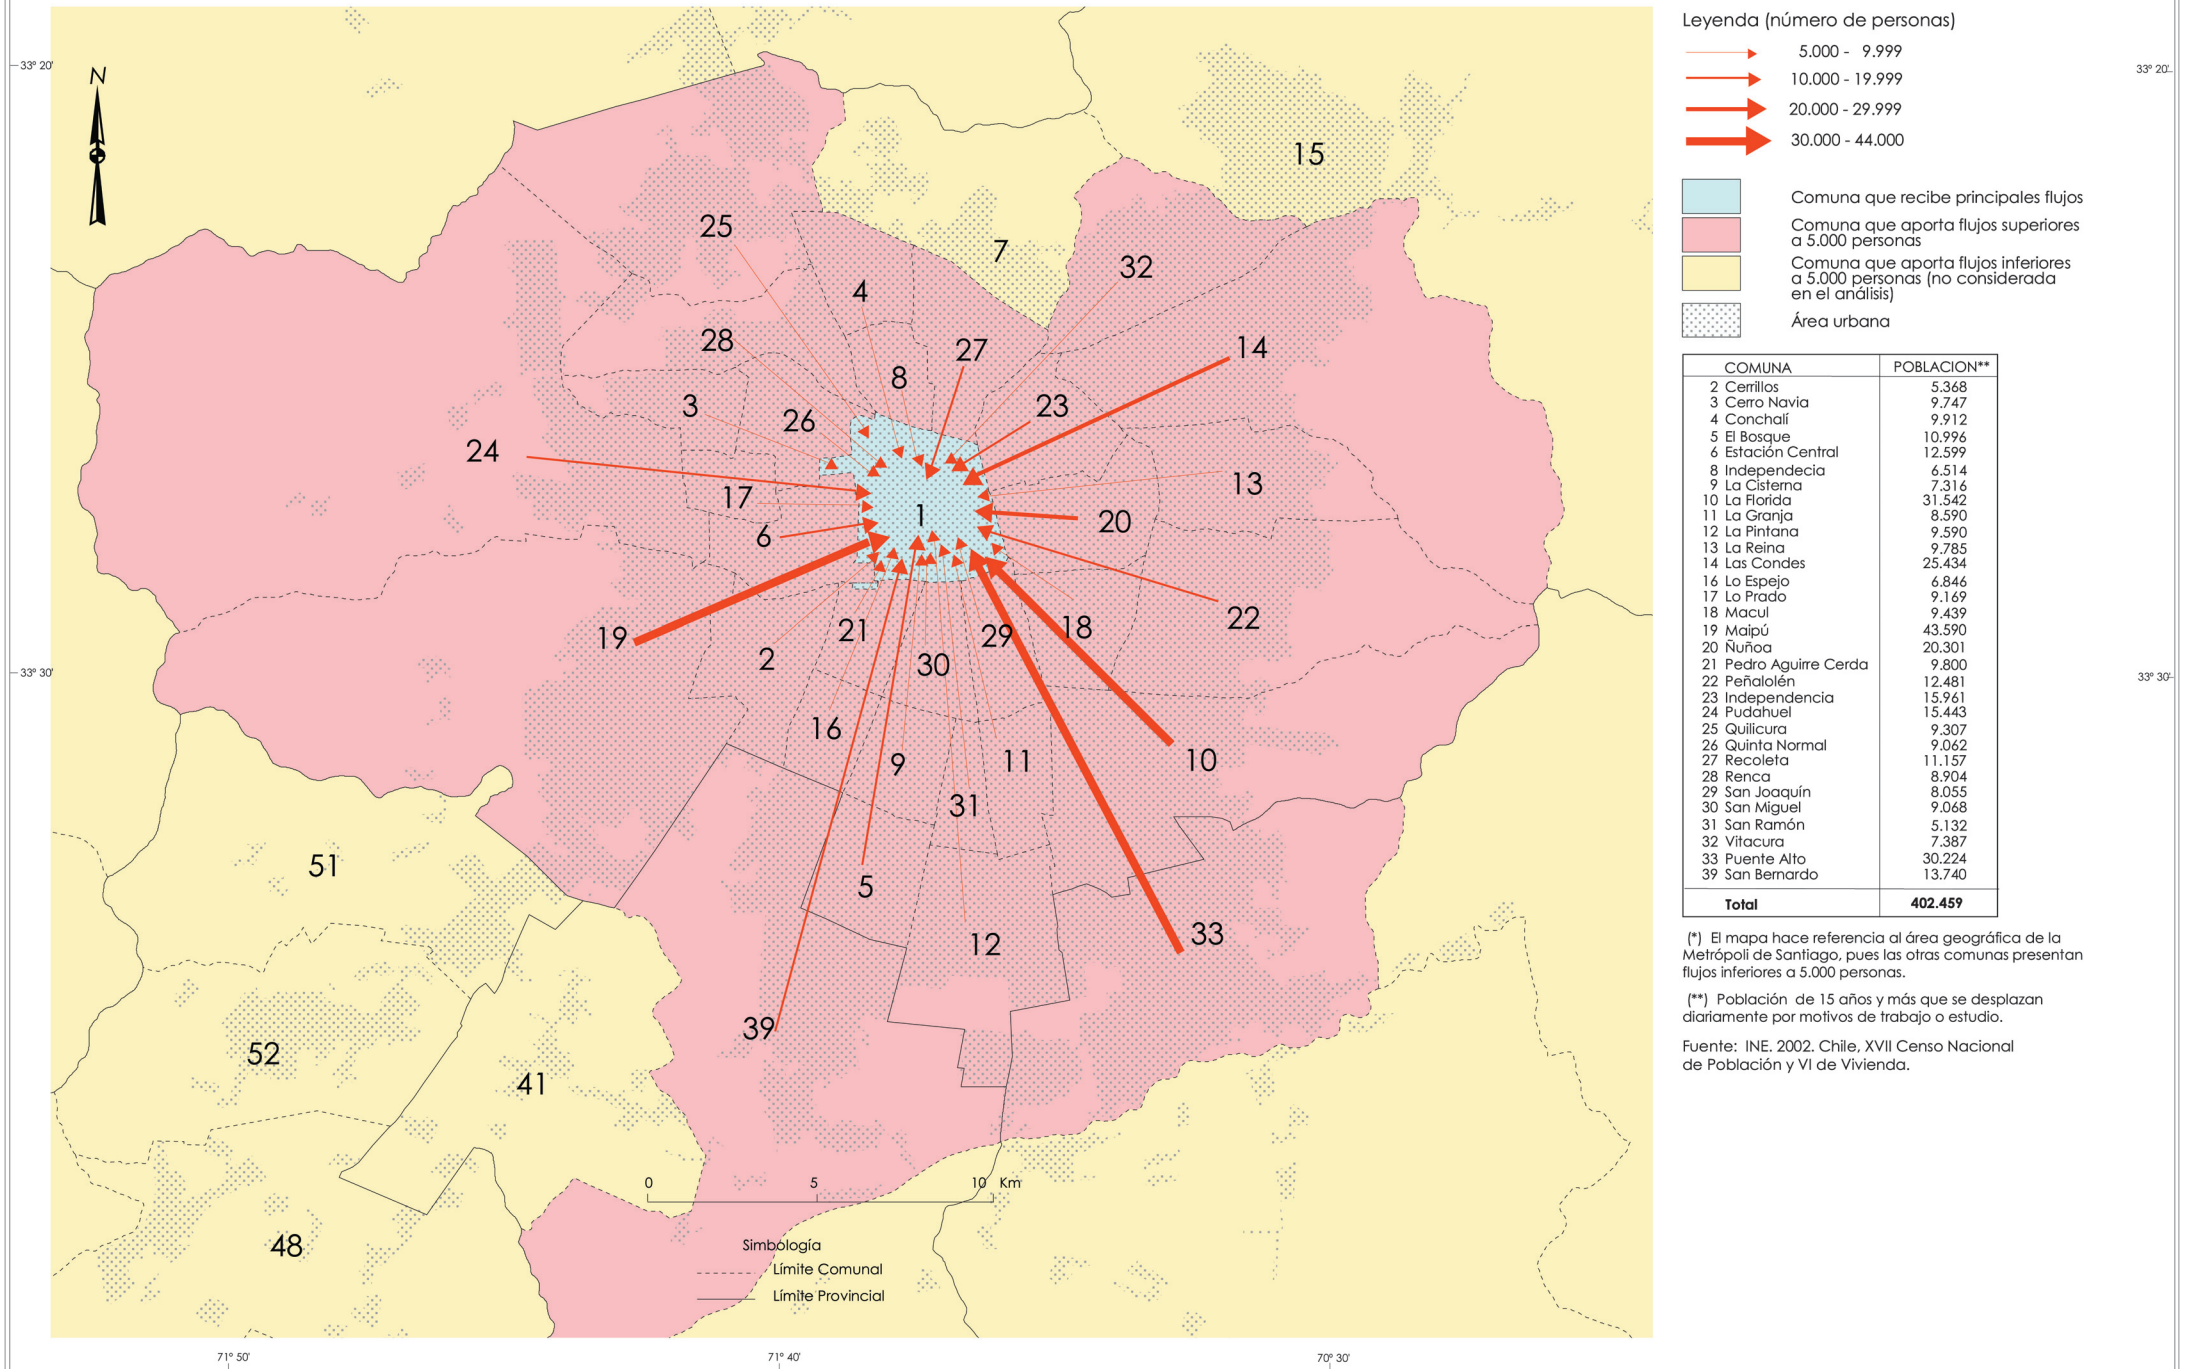 33º 20'
N
15
25
7
32
4
28
27
14
8
3
26
23
24
17
13
1
20
6
19
21
29
18
22
2
30
16
9
11
10
31
51
5
33
12
39
52
41
48
33º 30'
0 5 10 Km
Simbología
Límite Comunal
Límite Provincial
71º 50'
71º 40'
70º 30'
33º 20'
33º 30'
Leyenda (número de personas)
5.000 - 9.999
10.000 - 19.999
20.000 - 29.999
30.000 - 44.000
Comuna que recibe principales flujos
Comuna que aporta flujos superiores
a 5.000 personas
Comuna que aporta flujos inferiores
a 5.000 personas (no considerada
en el análisis)
Área urbana
COMUNA POBLACION**
2 Cerrillos 5.368
3 Cerro Navia 9.747
4 Conchalí 9.912
5 El Bosque 10.996
6 Estación Central 12.599
8 Independecia 6.514
9 La Cisterna 7.316
10 La Florida 31.542
11 La Granja 8.590
12 La Pintana 9.590
13 La Reina 9.785
14 Las Condes 25.434
16 Lo Espejo 6.846
17 Lo Prado 9.169
18 Macul 9.439
19 Maipú 43.590
20 Ñuñoa 20.301
21 Pedro Aguirre Cerda 9.800
22 Peñalolén 12.481
23 Independencia 15.961
24 Pudahuel 15.443
25 Quilicura 9.307
26 Quinta Normal 9.062
27 Recoleta 11.157
28 Renca 8.904
29 San Joaquín 8.055
30 San Miguel 9.068
31 San Ramón 5.132
32 Vitacura 7.387
33 Puente Alto 30.224
39 San Bernardo 13.740
Total 402.459
(*) El mapa hace referencia al área geográfica de la
Metrópoli de Santiago, pues las otras comunas presentan
flujos inferiores a 5.000 personas.
(**) Población de 15 años y más que se desplazan
diariamente por motivos de trabajo o estudio.
Fuente: INE. 2002. Chile, XVII Censo Nacional
de Población y VI de Vivienda.